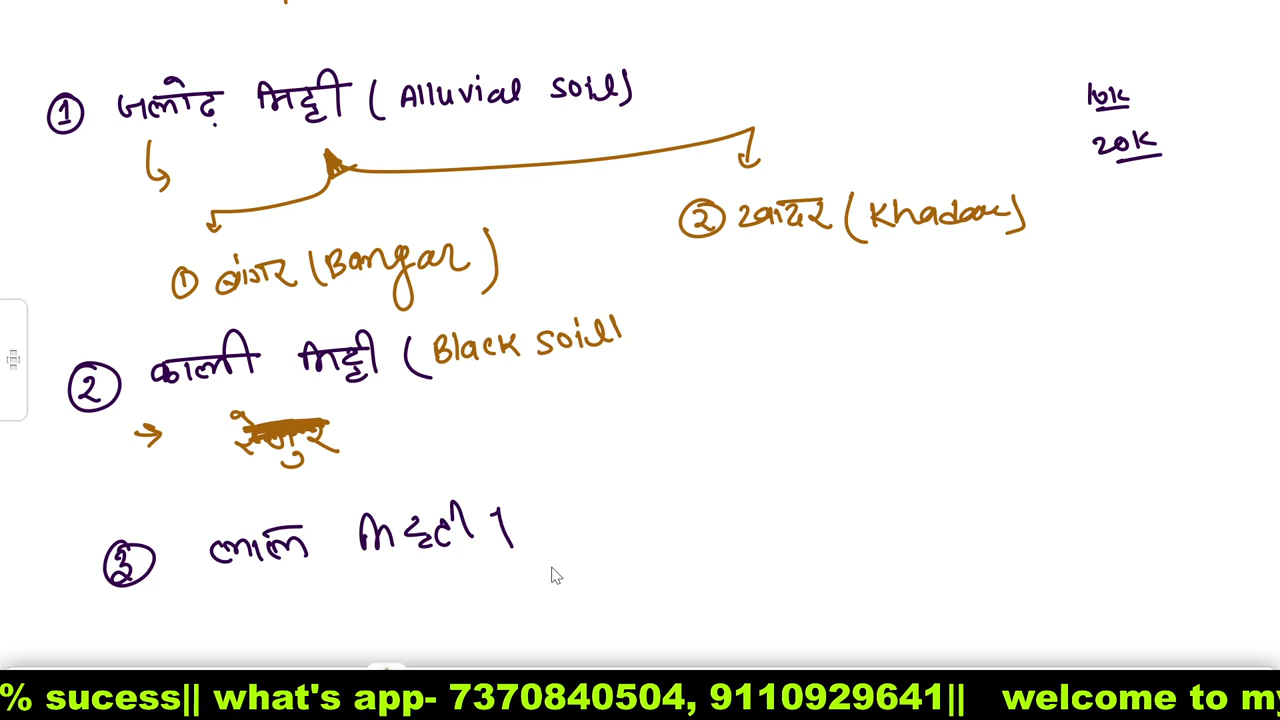 ① जलोढ़ मिट्टी (Alluvial soil)
10K
20K
① बांगर (Bangar)
② खादर (Khadar)
② काली मिट्टी (Black soil)
→ रेगुर
③ लाल मिट्टी (
% sucess|| what's app- 7370840504, 9110929641|| welcome to my